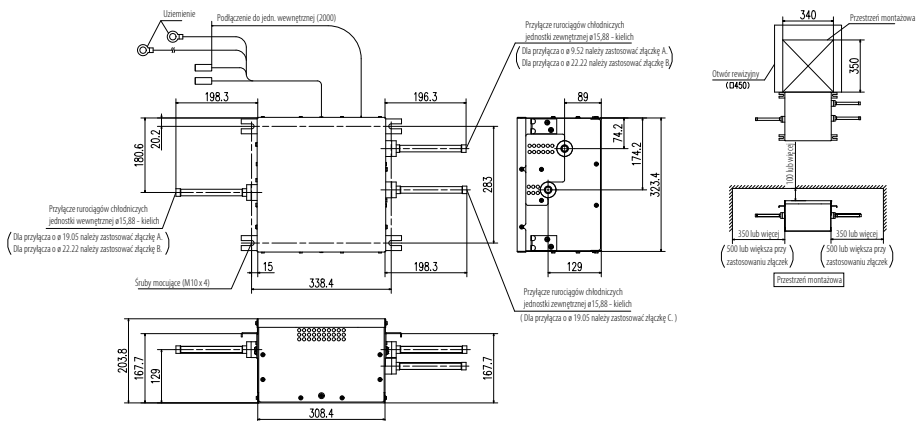 Uziemienie
Podłączenie do jedn. wewnętrznej (2000)
198.3
20.2
180.6
Przyłącze rurociągów chłodniczych
jednostki wewnętrznej ø15,88 - kielich
( Dla przyłącza o ø 19.05 należy zastosować złączkę A. )
( Dla przyłącza o ø 22.22 należy zastosować złączkę B. )
Śruby mocujące (M10 x 4)
15
338.4
196.3
283
198.3
Przyłącze rurociągów chłodniczych
jednostki zewnętrznej ø15,88 - kielich
( Dla przyłącza o ø 9.52 należy zastosować złączkę A. )
( Dla przyłącza o ø 22.22 należy zastosować złączkę B )
89
74.2
174.2
323.4
129
Przyłącze rurociągów chłodniczych
jednostki zewnętrznej ø15,88 - kielich
( Dla przyłącza o ø 19.05 należy zastosować złączkę C. )
340
Przestrzeń montażowa
350
Otwór rewizyjny
(□450)
100 lub więcej
350 lub więcej
( 500 lub większa przy
zastosowaniu złączek )
350 lub więcej
( 500 lub większa przy
zastosowaniu złączek )
Przestrzeń montażowa
203.8
167.7
129
308.4
167.7